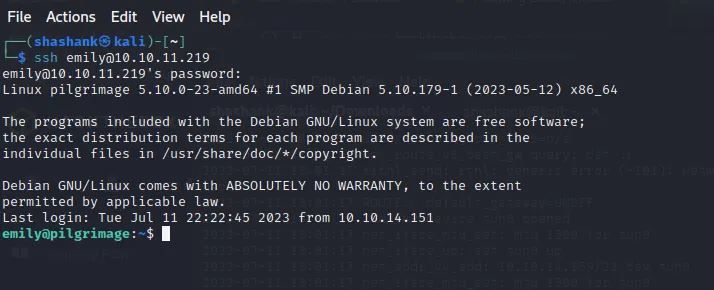 File Actions Edit View Help
┌──(shashank㉿kali)-[~]
└─$ ssh emily@10.10.11.219
emily@10.10.11.219's password:
Linux pilgrimage 5.10.0-23-amd64 #1 SMP Debian 5.10.179-1 (2023-05-12) x86_64
The programs included with the Debian GNU/Linux system are free software;
the exact distribution terms for each program are described in the
individual files in /usr/share/doc/*/copyright.
Debian GNU/Linux comes with ABSOLUTELY NO WARRANTY, to the extent
permitted by applicable law.
Last login: Tue Jul 11 22:22:45 2023 from 10.10.14.151
emily@pilgrimage:~$